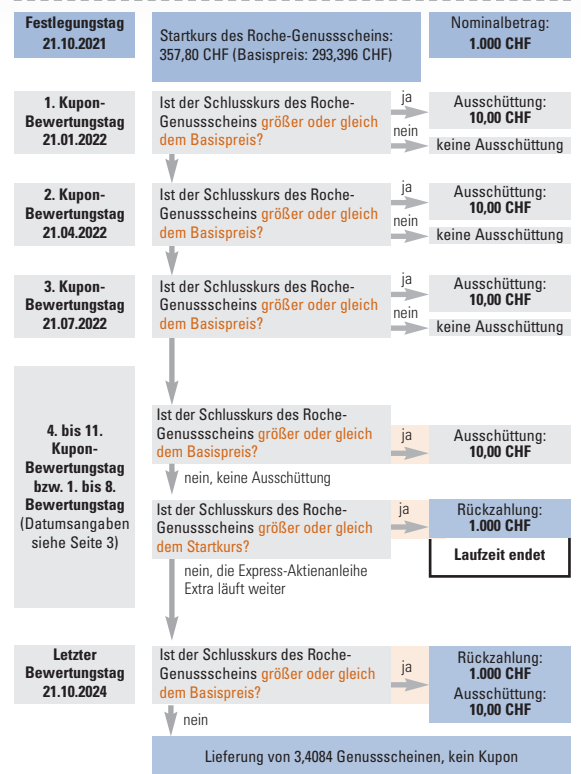 Festlegungstag
21.10.2021
Startkurs des Roche-Genussscheins:
357,80 CHF (Basispreis: 293,396 CHF)
Nominalbetrag:
1.000 CHF
1. Kupon-
Bewertungstag
21.01.2022
Ist der Schlusskurs des Roche-
Genussscheins größer oder gleich
dem Basispreis?
ja
Ausschüttung:
10,00 CHF
nein
keine Ausschüttung
2. Kupon-
Bewertungstag
21.04.2022
Ist der Schlusskurs des Roche-
Genussscheins größer oder gleich
dem Basispreis?
ja
Ausschüttung:
10,00 CHF
nein
keine Ausschüttung
3. Kupon-
Bewertungstag
21.07.2022
Ist der Schlusskurs des Roche-
Genussscheins größer oder gleich
dem Basispreis?
ja
Ausschüttung:
10,00 CHF
nein
keine Ausschüttung
4. bis 11.
Kupon-
Bewertungstag
bzw. 1. bis 8.
Bewertungstag
(Datumsangaben
siehe Seite 3)
Ist der Schlusskurs des Roche-
Genussscheins größer oder gleich
dem Basispreis?
ja
Ausschüttung:
10,00 CHF
nein, keine Ausschüttung
Ist der Schlusskurs des Roche-
Genussscheins größer oder gleich
dem Startkurs?
ja
Rückzahlung:
1.000 CHF
Laufzeit endet
nein, die Express-Aktienanleihe
Extra läuft weiter
Letzter
Bewertungstag
21.10.2024
Ist der Schlusskurs des Roche-
Genussscheins größer oder gleich
dem Basispreis?
ja
Rückzahlung:
1.000 CHF
Ausschüttung:
10,00 CHF
nein
Lieferung von 3,4084 Genussscheinen, kein Kupon